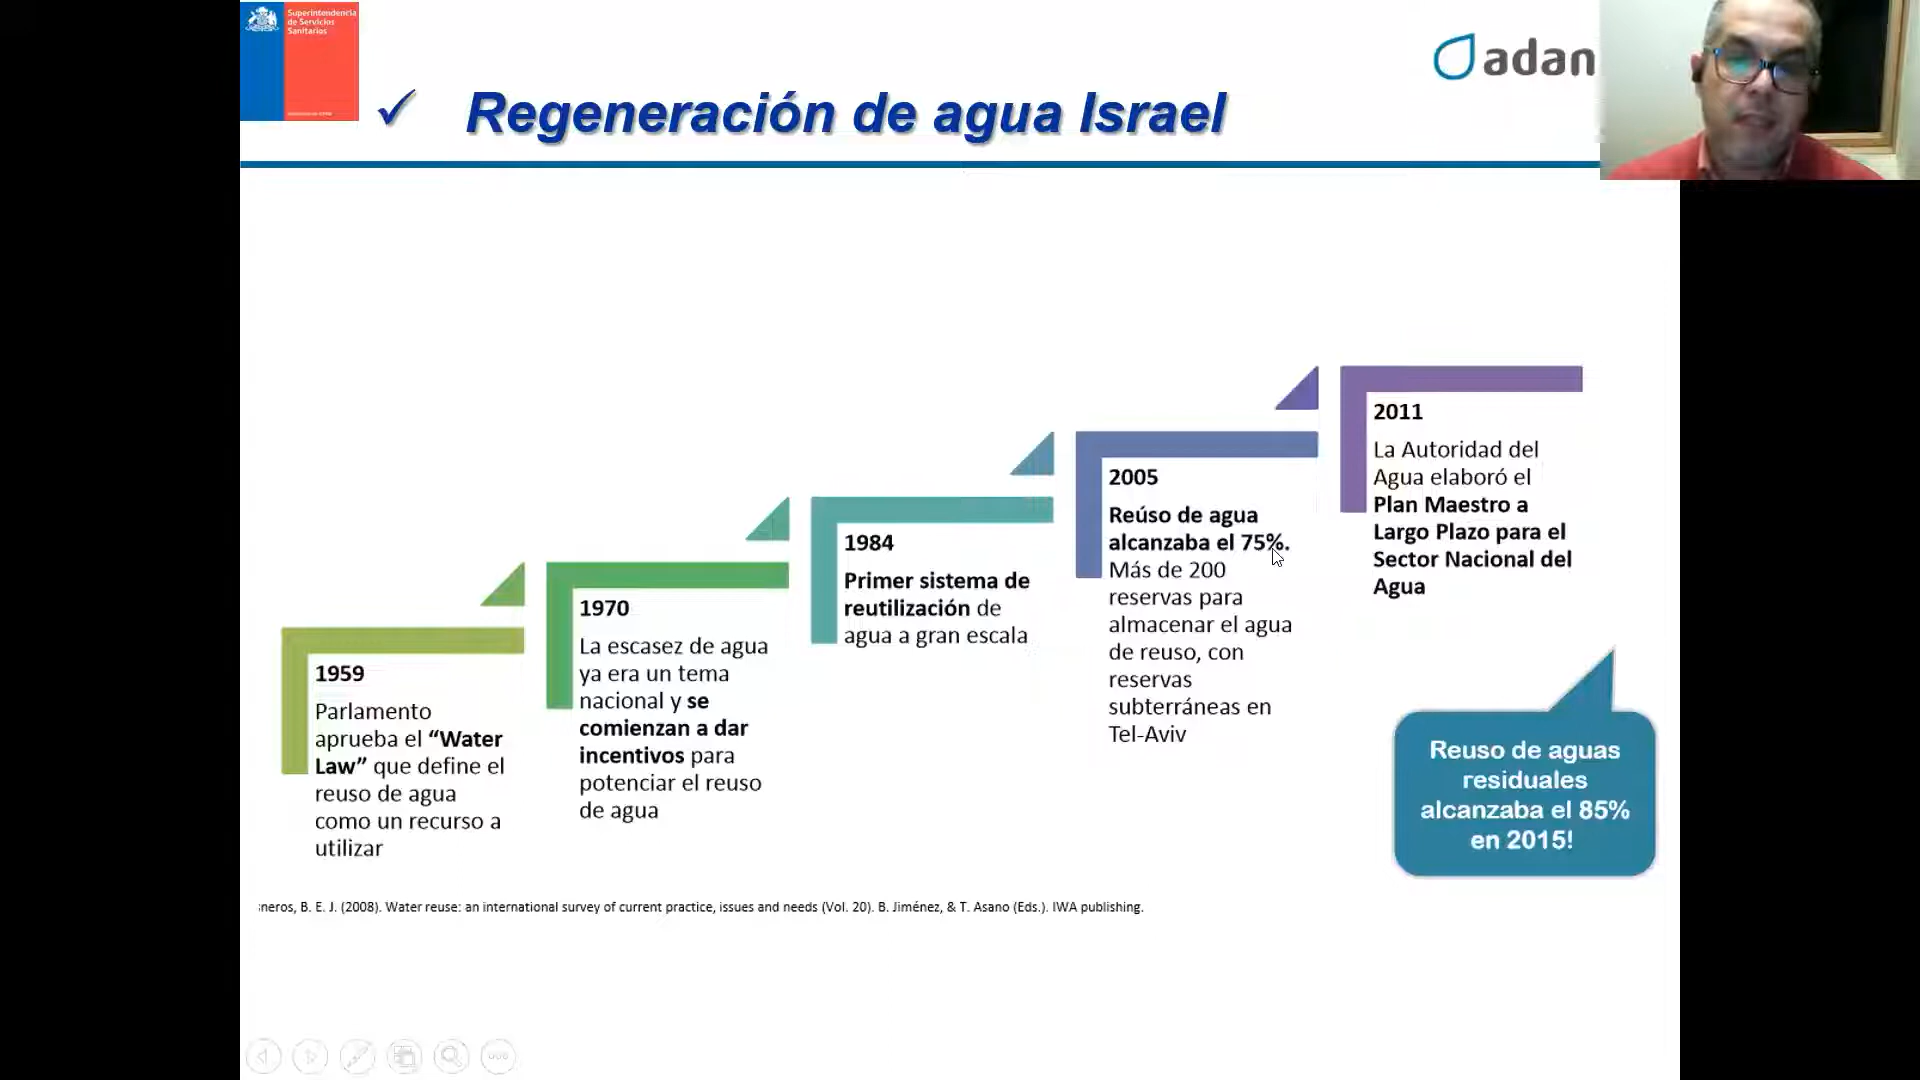 Superintendencia
de Servicios
Sanitarios
adan
✓ Regeneración de agua Israel
1959
Parlamento
aprueba el “Water
Law” que define el
reuso de agua
como un recurso a
utilizar
1970
La escasez de agua
ya era un tema
nacional y se
comienzan a dar
incentivos para
potenciar el reuso
de agua
1984
Primer sistema de
reutilización de
agua a gran escala
2005
Reúso de agua
alcanzaba el 75%.
Más de 200
reservas para
almacenar el agua
de reuso, con
reservas
subterráneas en
Tel-Aviv
2011
La Autoridad del
Agua elaboró el
Plan Maestro a
Largo Plazo para el
Sector Nacional del
Agua
Reuso de aguas
residuales
alcanzaba el 85%
en 2015!
neros, B. E. J. (2008). Water reuse: an international survey of current practice, issues and needs (Vol. 20). B. Jiménez, & T. Asano (Eds.). IWA publishing.